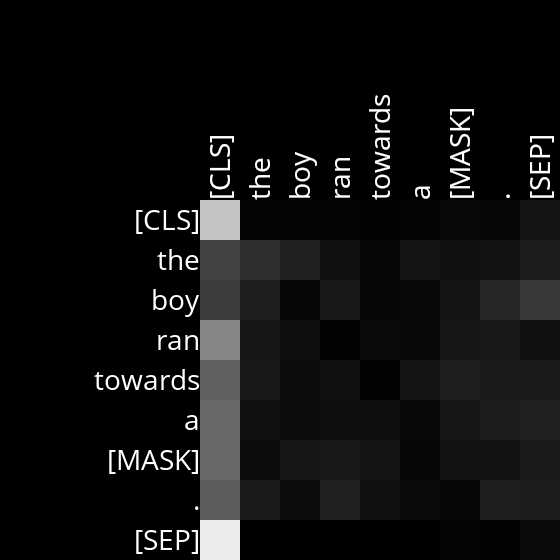 [CLS] the boy ran towards a [MASK] . [SEP]
[CLS]
the
boy
ran
towards
a
[MASK]
.
[SEP]